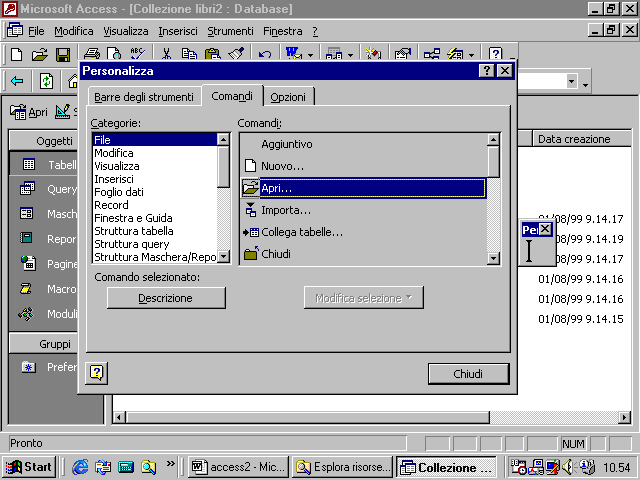 Microsoft Access - [Collezione libri2 : Database]
File Modifica Visualizza Inserisci Strumenti Finestra ?
Personalizza
Barre degli strumenti Comandi Opzioni
Categorie:
File
Modifica
Visualizza
Inserisci
Foglio dati
Record
Finestra e Guida
Struttura tabella
Struttura query
Struttura Maschera/Repo
Comandi:
Aggiuntivo
Nuovo...
Apri...
Importa...
Collega tabelle...
Chiudi
Comando selezionato:
Descrizione
Modifica selezione
Chiudi
Apri
Oggetti
Tabell
Query
Masch
Repor
Pagine
Macro
Moduli
Gruppi
Prefer
Data creazione
01/08/99 9.14.17
01/08/99 9.14.19
01/08/99 9.14.17
01/08/99 9.14.16
01/08/99 9.14.16
01/08/99 9.14.15
Per
Pronto
NUM
Start
access2 - Mic...
Esplora risorse...
Collezione ...
10.54